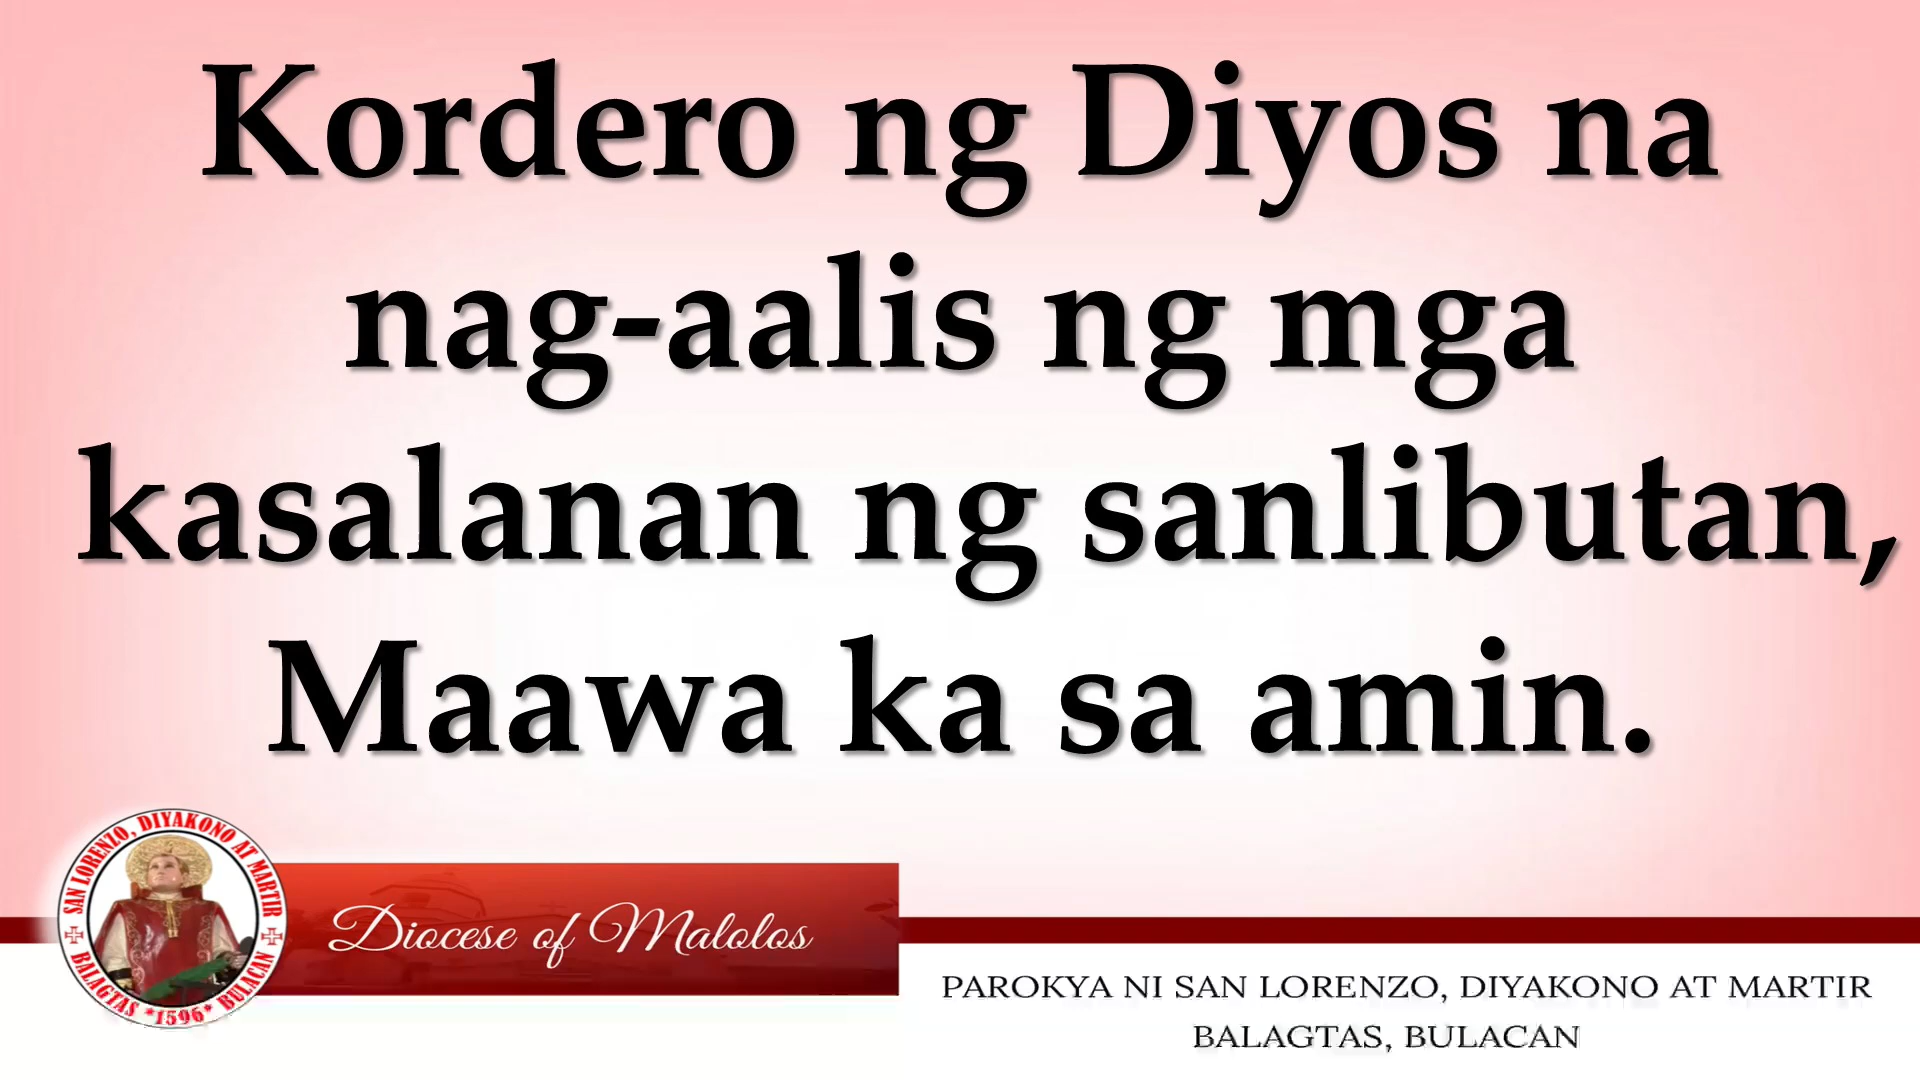 Kordero ng Diyos na
nag-aalis ng mga
kasalanan ng sanlibutan,
Maawa ka sa amin.
SAN LORENZO, DIYAKONO AT MARTIR
BALAGTAS *1596* BULACAN
Diocese of Malolos
PAROKYA NI SAN LORENZO, DIYAKONO AT MARTIR
BALAGTAS, BULACAN